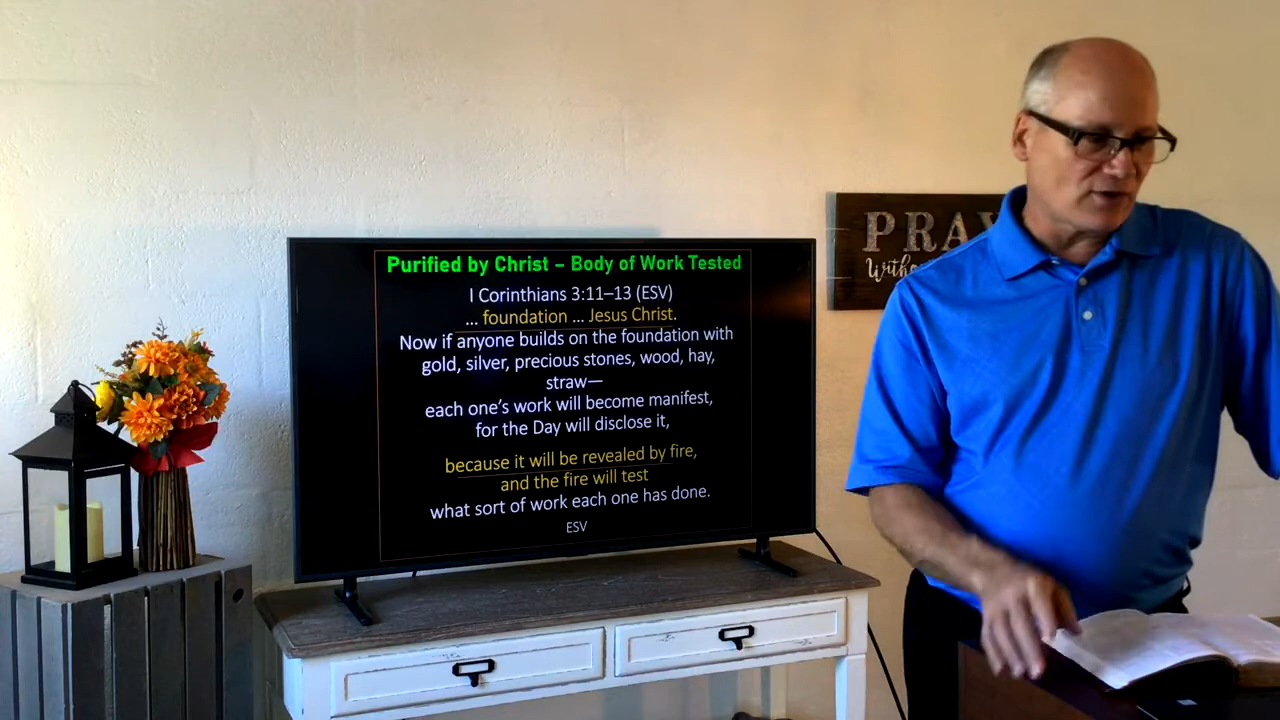 Purified by Christ – Body of Work Tested
I Corinthians 3:11–13 (ESV)
... foundation ... Jesus Christ.
Now if anyone builds on the foundation with
gold, silver, precious stones, wood, hay,
straw—
each one’s work will become manifest,
for the Day will disclose it,
because it will be revealed by fire,
and the fire will test
what sort of work each one has done.
ESV
PRAY